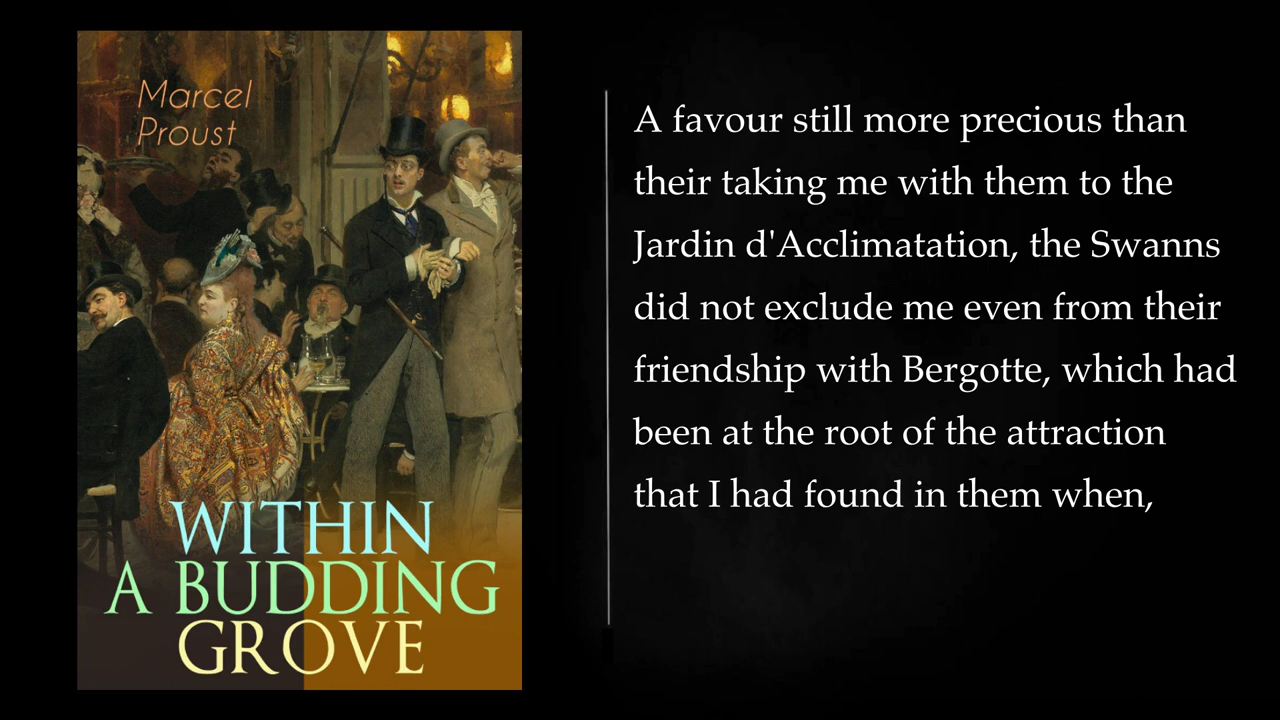 Marcel
Proust
WITHIN
A BUDDING
GROVE
A favour still more precious than
their taking me with them to the
Jardin d'Acclimatation, the Swanns
did not exclude me even from their
friendship with Bergotte, which had
been at the root of the attraction
that I had found in them when,